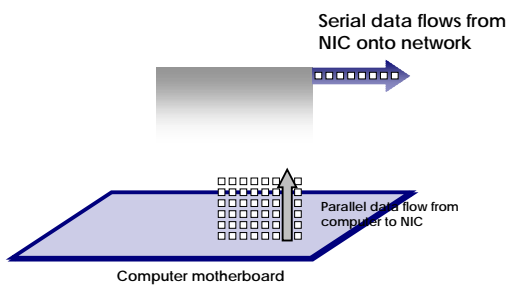 Serial data flows from
NIC onto network
Parallel data flow from
computer to NIC
Computer motherboard